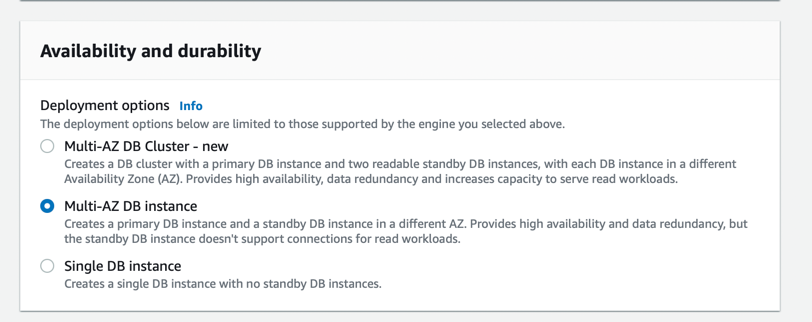 Availability and durability
Deployment options Info
The deployment options below are limited to those supported by the engine you selected above.
Multi-AZ DB Cluster - new
Creates a DB cluster with a primary DB instance and two readable standby DB instances, with each DB instance in a different
Availability Zone (AZ). Provides high availability, data redundancy and increases capacity to serve read workloads.
Multi-AZ DB instance
Creates a primary DB instance and a standby DB instance in a different AZ. Provides high availability and data redundancy, but
the standby DB instance doesn't support connections for read workloads.
Single DB instance
Creates a single DB instance with no standby DB instances.